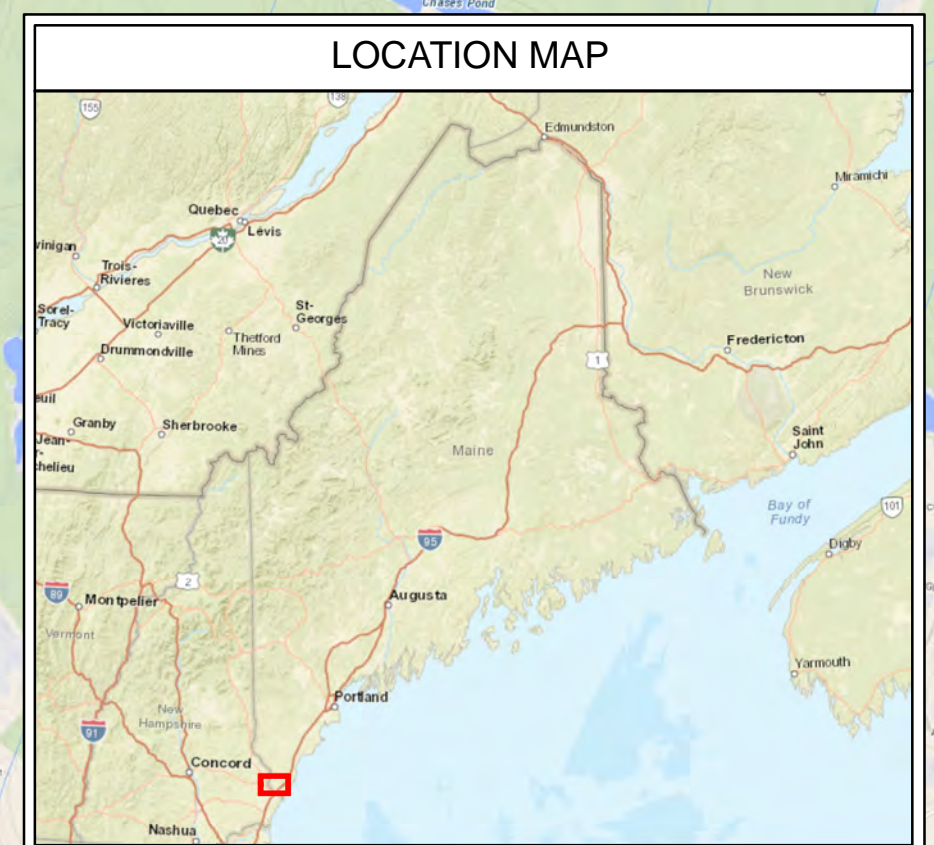 Chases Pond
LOCATION MAP
155
138
Edmundston
Miramichi
Quebec
Lévis
20
vinigan
Trois-
Rivieres
New
Brunswick
Sorel-
Tracy
St-
Georges
Victoriaville
Thetford
Mines
Drummondville
Fredericton
1
euil
Granby
Sherbrooke
Jean-
r-
chelieu
Maine
Saint
John
Bay of
Fundy
101
95
Digby
2
89
Montpelier
Augusta
Vermont
Yarmouth
Portland
New
Hampshire
91
Concord
Nashua